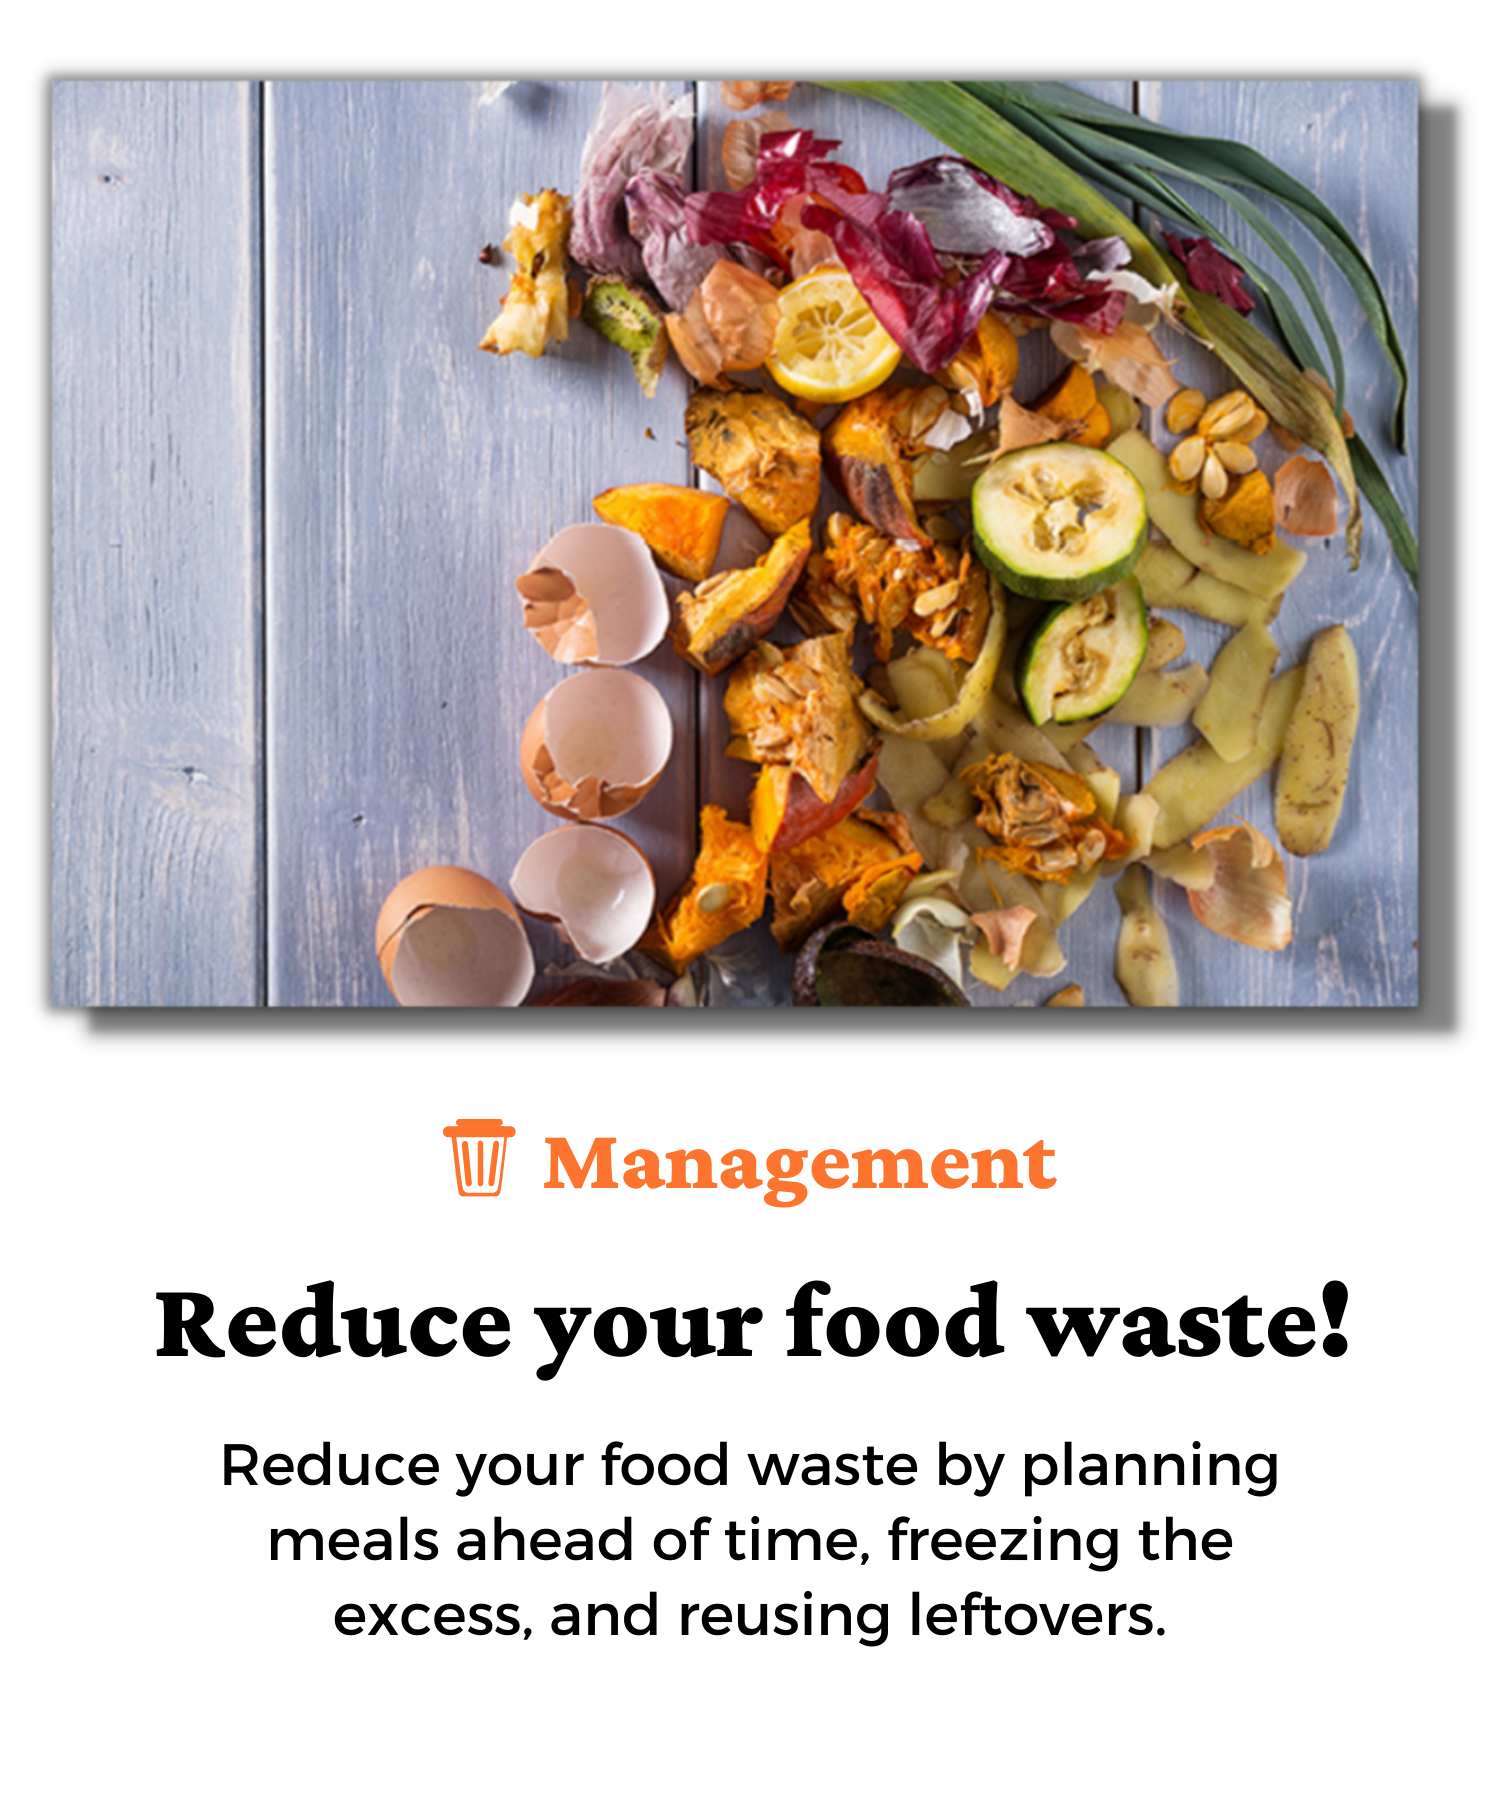 Management
Reduce your food waste!
Reduce your food waste by planning
meals ahead of time, freezing the
excess, and reusing leftovers.